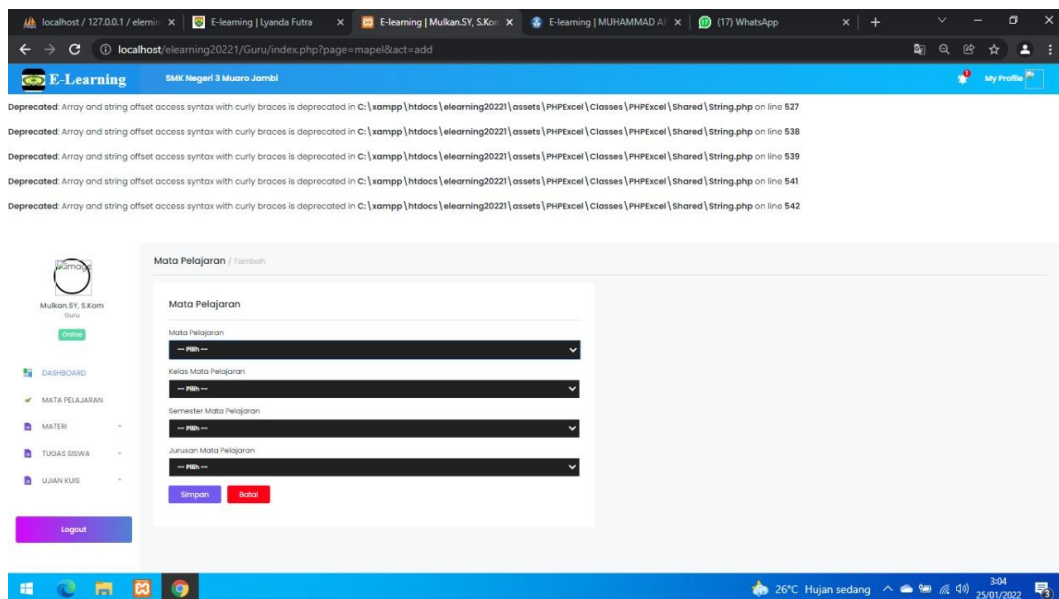 localhost / 127.0.0.1 / elernin
E-learning | Lyanda Futra
E-learning | Mulkan.SY, S.Kon
E-learning | MUHAMMAD AF
(17) WhatsApp
localhost/elearning20221/Guru/index.php?page=mapel&act=add
E-Learning
SMK Negeri 3 Muaro Jambi
My Profile
Deprecated: Array and string offset access syntax with curly braces is deprecated in C:\xampp\htdocs\elearning20221\assets\PHPExcel\Classes\PHPExcel\Shared\String.php on line 527
Deprecated: Array and string offset access syntax with curly braces is deprecated in C:\xampp\htdocs\elearning20221\assets\PHPExcel\Classes\PHPExcel\Shared\String.php on line 538
Deprecated: Array and string offset access syntax with curly braces is deprecated in C:\xampp\htdocs\elearning20221\assets\PHPExcel\Classes\PHPExcel\Shared\String.php on line 539
Deprecated: Array and string offset access syntax with curly braces is deprecated in C:\xampp\htdocs\elearning20221\assets\PHPExcel\Classes\PHPExcel\Shared\String.php on line 541
Deprecated: Array and string offset access syntax with curly braces is deprecated in C:\xampp\htdocs\elearning20221\assets\PHPExcel\Classes\PHPExcel\Shared\String.php on line 542
Mulkan.SY, S.Kom
Guru
Online
DASHBOARD
MATA PELAJARAN
MATERI
TUGAS SISWA
UJIAN KUIS
Logout
Mata Pelajaran / Tambah
Mata Pelajaran
Mata Pelajaran
-- Pilih --
Kelas Mata Pelajaran
-- Pilih --
Semester Mata Pelajaran
-- Pilih --
Jurusan Mata Pelajaran
-- Pilih --
Simpan
Batal
26°C Hujan sedang
3:04
25/01/2022